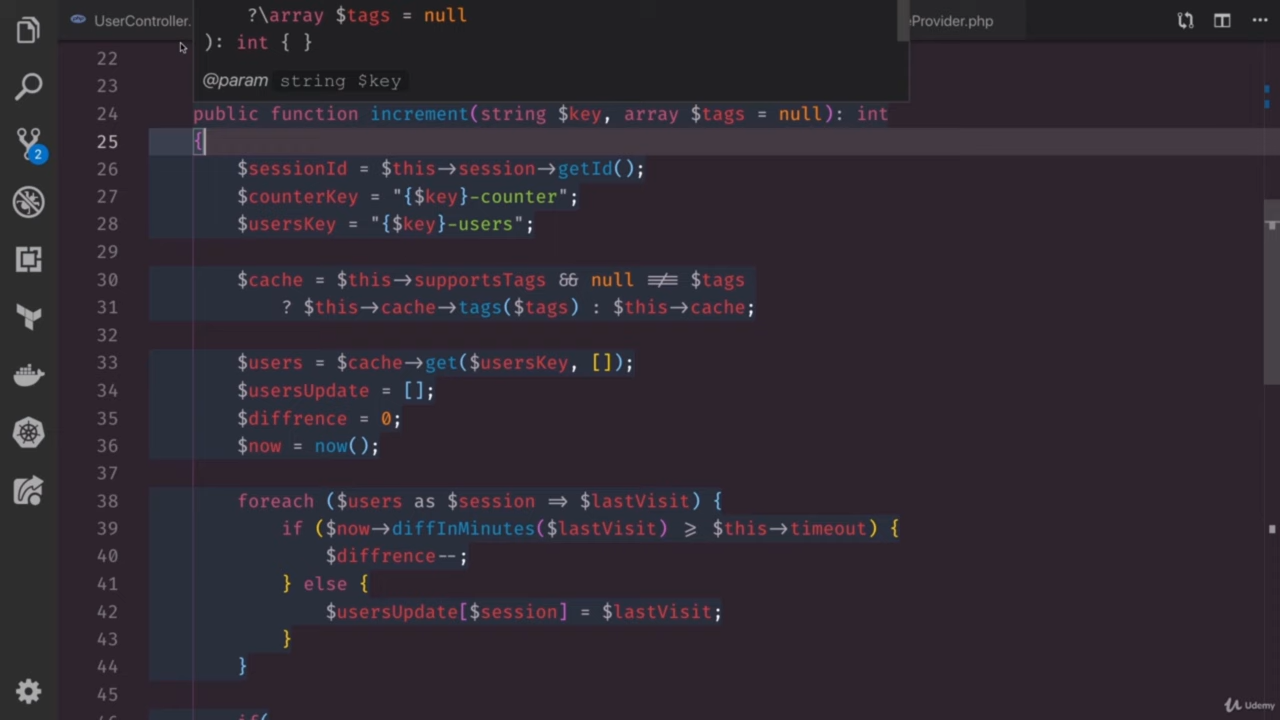 UserController.
?\array $tags = null
): int { }
@param string $key
eProvider.php
22
23
24 public function increment(string $key, array $tags = null): int
25 {
26 $sessionId = $this->session->getId();
27 $counterKey = "{$key}-counter";
28 $usersKey = "{$key}-users";
29
30 $cache = $this->supportsTags && null !== $tags
31 ? $this->cache->tags($tags) : $this->cache;
32
33 $users = $cache->get($usersKey, []);
34 $usersUpdate = [];
35 $diffrence = 0;
36 $now = now();
37
38 foreach ($users as $session => $lastVisit) {
39 if ($now->diffInMinutes($lastVisit) >= $this->timeout) {
40 $diffrence--;
41 } else {
42 $usersUpdate[$session] = $lastVisit;
43 }
44 }
45
2
Udemy